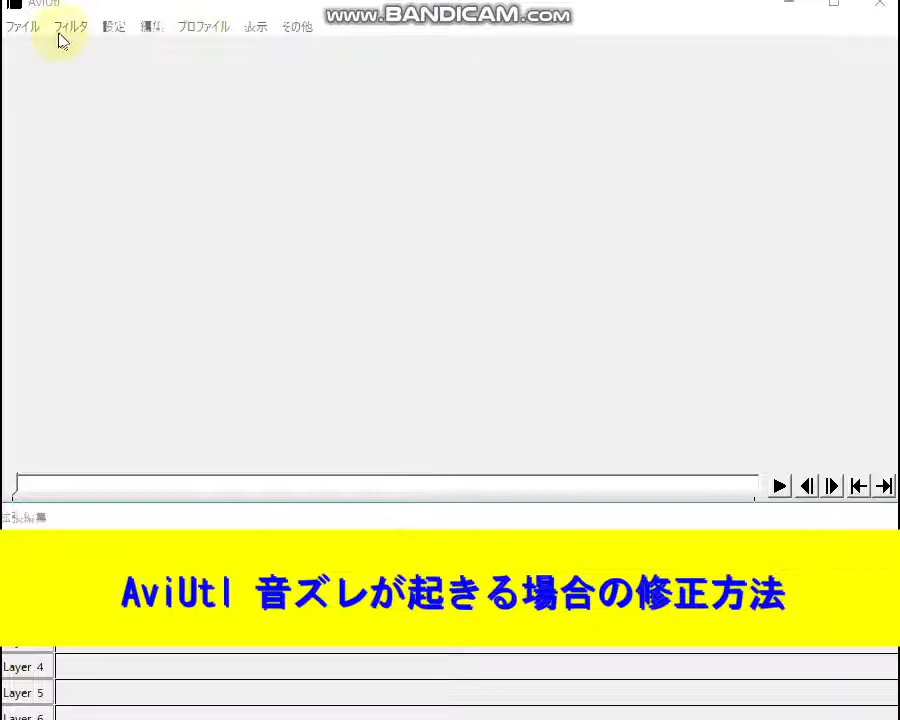 AviUtl
www.BANDICAM.com
ファイル フィルタ 設定 編集 プロファイル 表示 その他
拡張編集
AviUtl 音ズレが起きる場合の修正方法
Layer 4
Layer 5
Layer 6